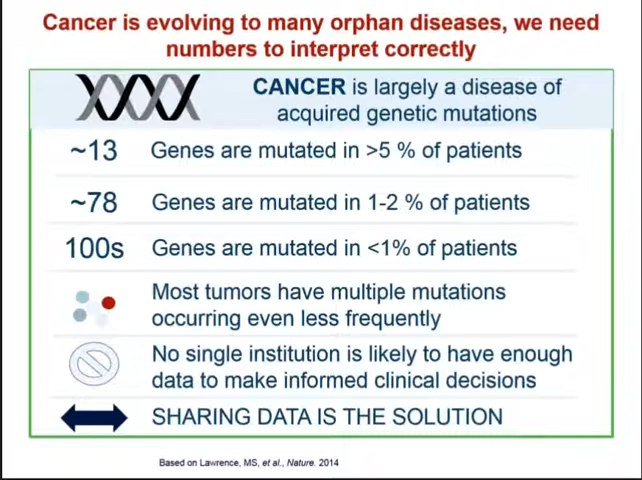 Cancer is evolving to many orphan diseases, we need
numbers to interpret correctly
CANCER is largely a disease of
acquired genetic mutations
~13 Genes are mutated in >5 % of patients
~78 Genes are mutated in 1-2 % of patients
100s Genes are mutated in <1% of patients
Most tumors have multiple mutations
occurring even less frequently
No single institution is likely to have enough
data to make informed clinical decisions
SHARING DATA IS THE SOLUTION
Based on Lawrence, MS, et al., Nature. 2014